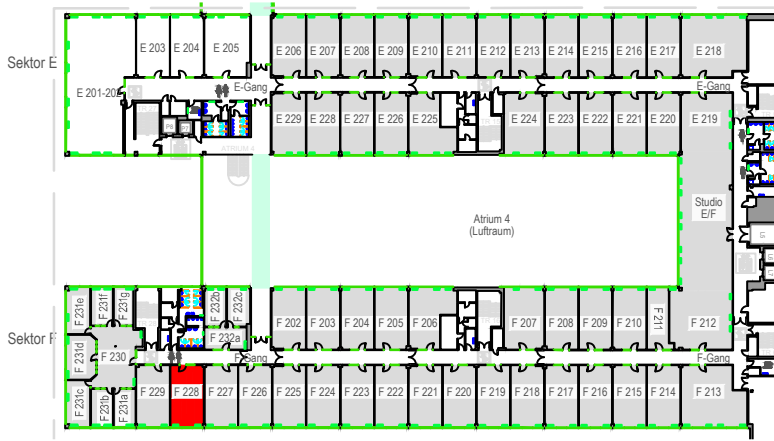 E 203 E 204 E 205 E 206 E 207 E 208 E 209 E 210 E 211 E 212 E 213 E 214 E 215 E 216 E 217 E 218
Sektor E
E 201-202
E-Gang E-Gang
E 229 E 228 E 227 E 226 E 225 E 224 E 223 E 222 E 221 E 220 E 219
ATRIUM 4
Studio
E/F
Atrium 4
(Luftraum)
F 231e F 231f F 231g F 232b F 232c
F 202 F 203 F 204 F 205 F 206 F 207 F 208 F 209 F 210 F 211 F 212
Sektor F
F 231d F 230 F 232a
F-Gang F-Gang
F 231c F 231b F 231a F 229 F 228 F 227 F 226 F 225 F 224 F 223 F 222 F 221 F 220 F 219 F 218 F 217 F 216 F 215 F 214 F 213